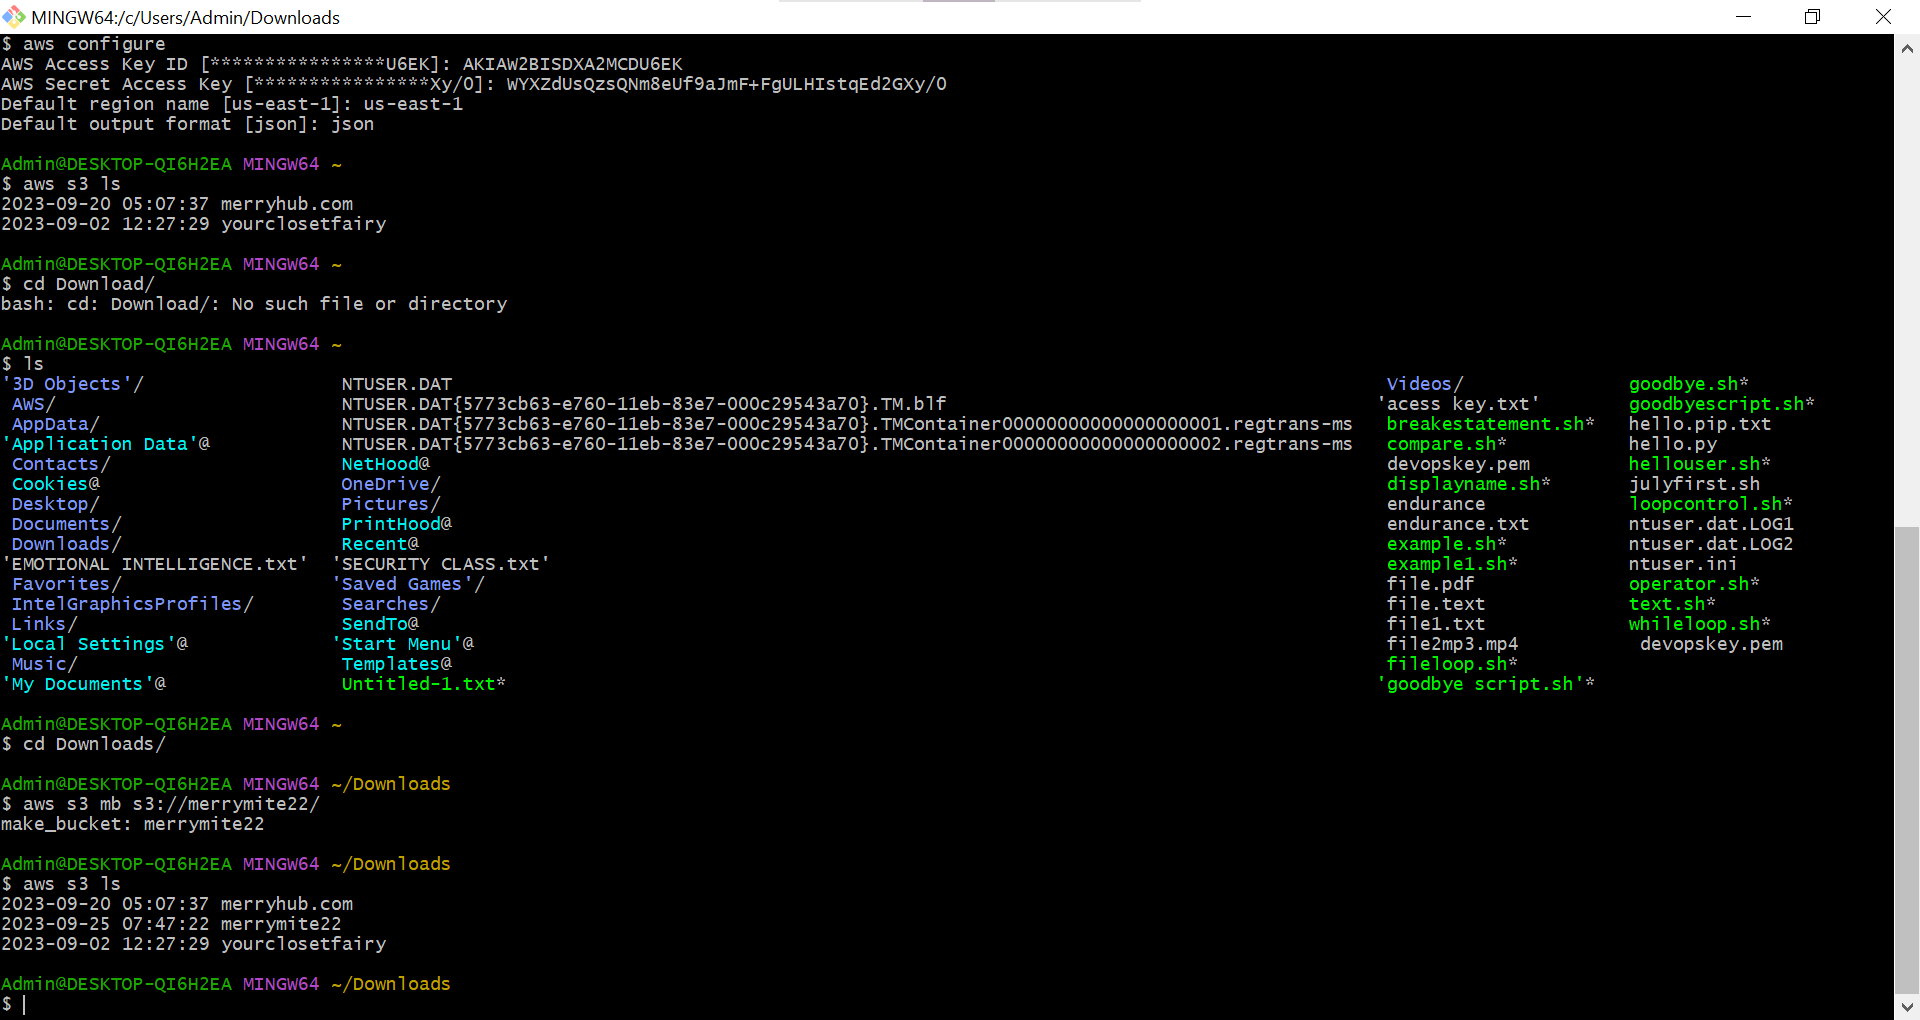 MINGW64:/c/Users/Admin/Downloads
$ aws configure
AWS Access Key ID [****************U6EK]: AKIAW2BISDXA2MCDU6EK
AWS Secret Access Key [****************Xy/0]: 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
Default region name [us-east-1]: us-east-1
Default output format [json]: json
Admin@DESKTOP-QI6H2EA MINGW64 ~
$ aws s3 ls
2023-09-20 05:07:37 merryhub.com
2023-09-02 12:27:29 yourclosetfairy
Admin@DESKTOP-QI6H2EA MINGW64 ~
$ cd Download/
bash: cd: Download/: No such file or directory
Admin@DESKTOP-QI6H2EA MINGW64 ~
$ ls
'3D Objects'/ NTUSER.DAT Videos/ goodbye.sh*
AWS/ NTUSER.DAT{5773cb63-e760-11eb-83e7-000c29543a70}.TM.blf 'acess key.txt' goodbyescript.sh*
AppData/ NTUSER.DAT{5773cb63-e760-11eb-83e7-000c29543a70}.TMContainer00000000000000000001.regtrans-ms breakestatement.sh* hello.pip.txt
'Application Data'@ NTUSER.DAT{5773cb63-e760-11eb-83e7-000c29543a70}.TMContainer00000000000000000002.regtrans-ms compare.sh* hello.py
Contacts/ NetHood@ devopskey.pem hellouser.sh*
Cookies@ OneDrive/ displayname.sh* julyfirst.sh
Desktop/ Pictures/ endurance loopcontrol.sh*
Documents/ PrintHood@ endurance.txt ntuser.dat.LOG1
Downloads/ Recent@ example.sh* ntuser.dat.LOG2
'EMOTIONAL INTELLIGENCE.txt' 'SECURITY CLASS.txt' example1.sh* ntuser.ini
Favorites/ 'Saved Games'/ file.pdf operator.sh*
IntelGraphicsProfiles/ Searches/ file.text text.sh*
Links/ SendTo@ file1.txt whileloop.sh*
'Local Settings'@ 'Start Menu'@ file2mp3.mp4 devopskey.pem
Music/ Templates@ fileloop.sh*
'My Documents'@ Untitled-1.txt* 'goodbye script.sh'*
Admin@DESKTOP-QI6H2EA MINGW64 ~
$ cd Downloads/
Admin@DESKTOP-QI6H2EA MINGW64 ~/Downloads
$ aws s3 mb s3://merrymite22/
make_bucket: merrymite22
Admin@DESKTOP-QI6H2EA MINGW64 ~/Downloads
$ aws s3 ls
2023-09-20 05:07:37 merryhub.com
2023-09-25 07:47:22 merrymite22
2023-09-02 12:27:29 yourclosetfairy
Admin@DESKTOP-QI6H2EA MINGW64 ~/Downloads
$